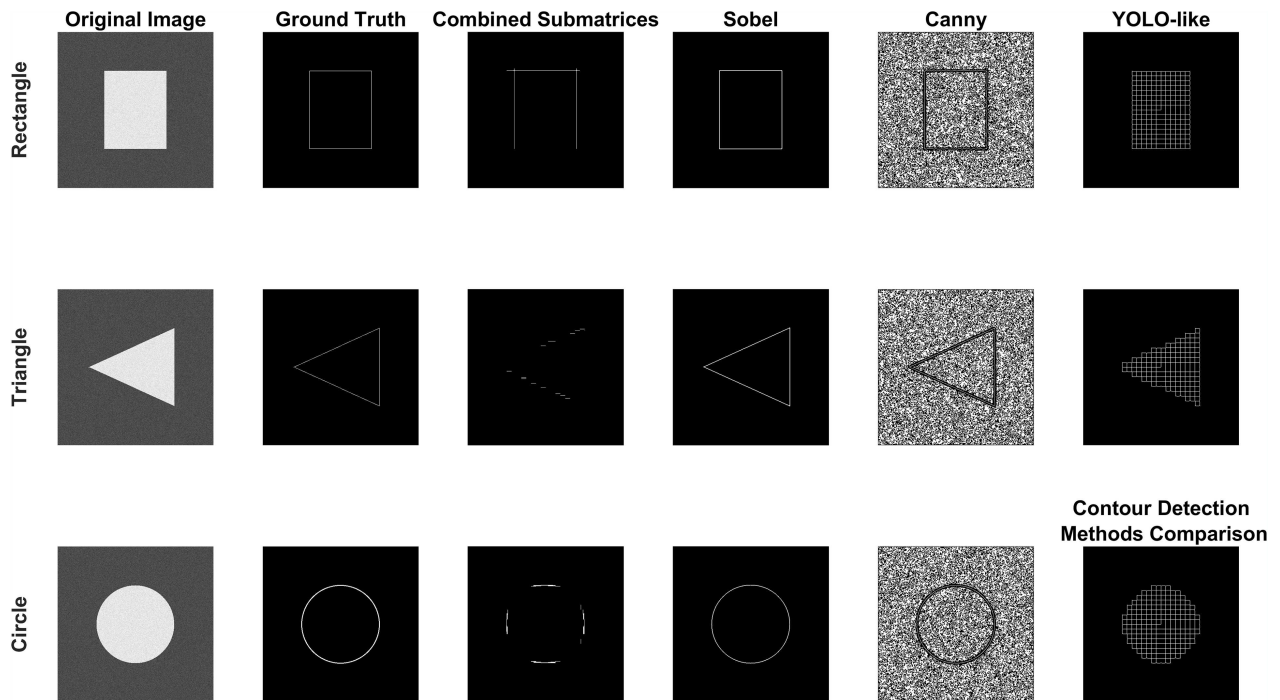 Original Image
Ground Truth
Combined Submatrices
Sobel
Canny
YOLO-like
Rectangle
Triangle
Contour Detection
Methods Comparison
Circle